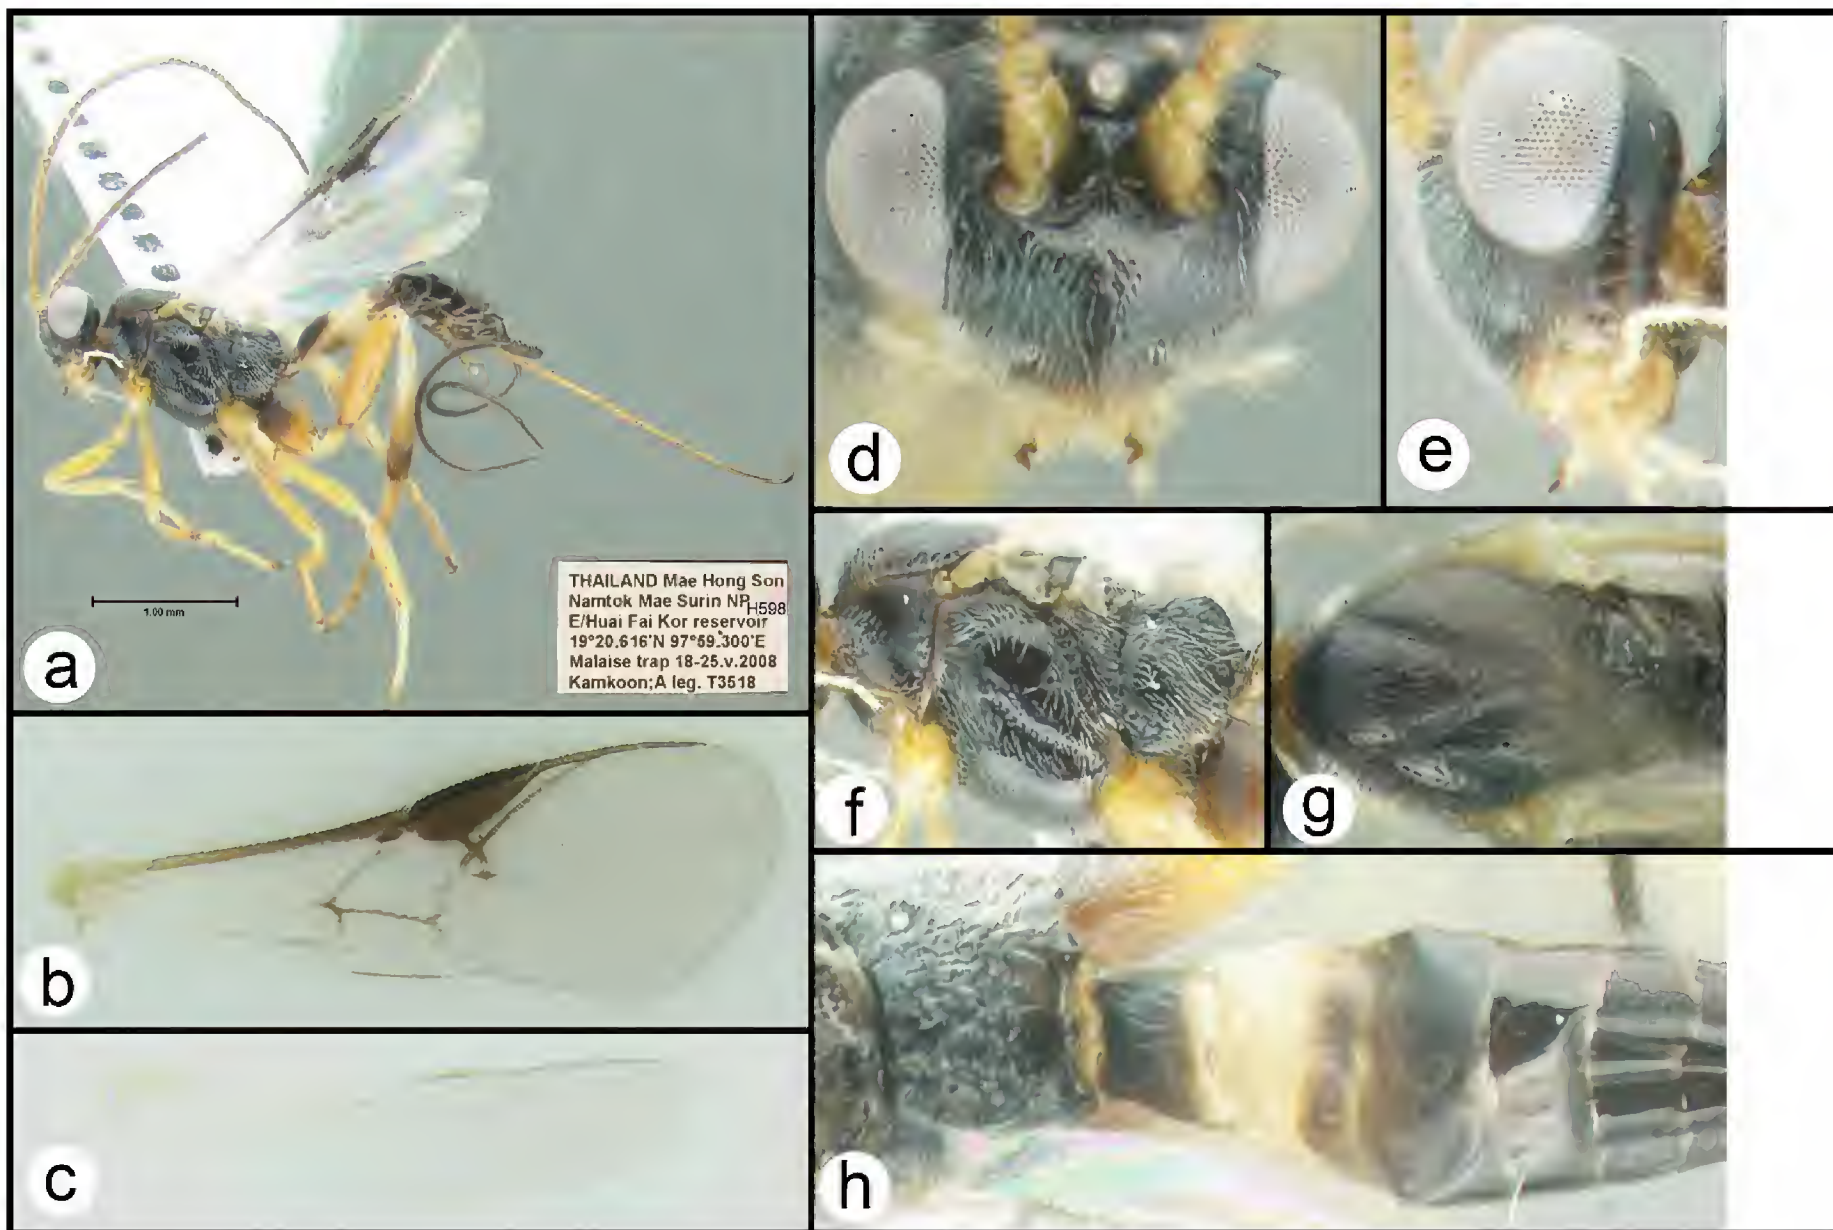 d
e
THAILAND Mae Hong Son
Namtok Mae Surin NP H598
E/Huai Fai Kor reservoir
19°20.616'N 97°59.300'E
Malaise trap 18-25.v.2008
Kamkoon;A leg. T3518
1.00 mm
a
f
g
b
c
h